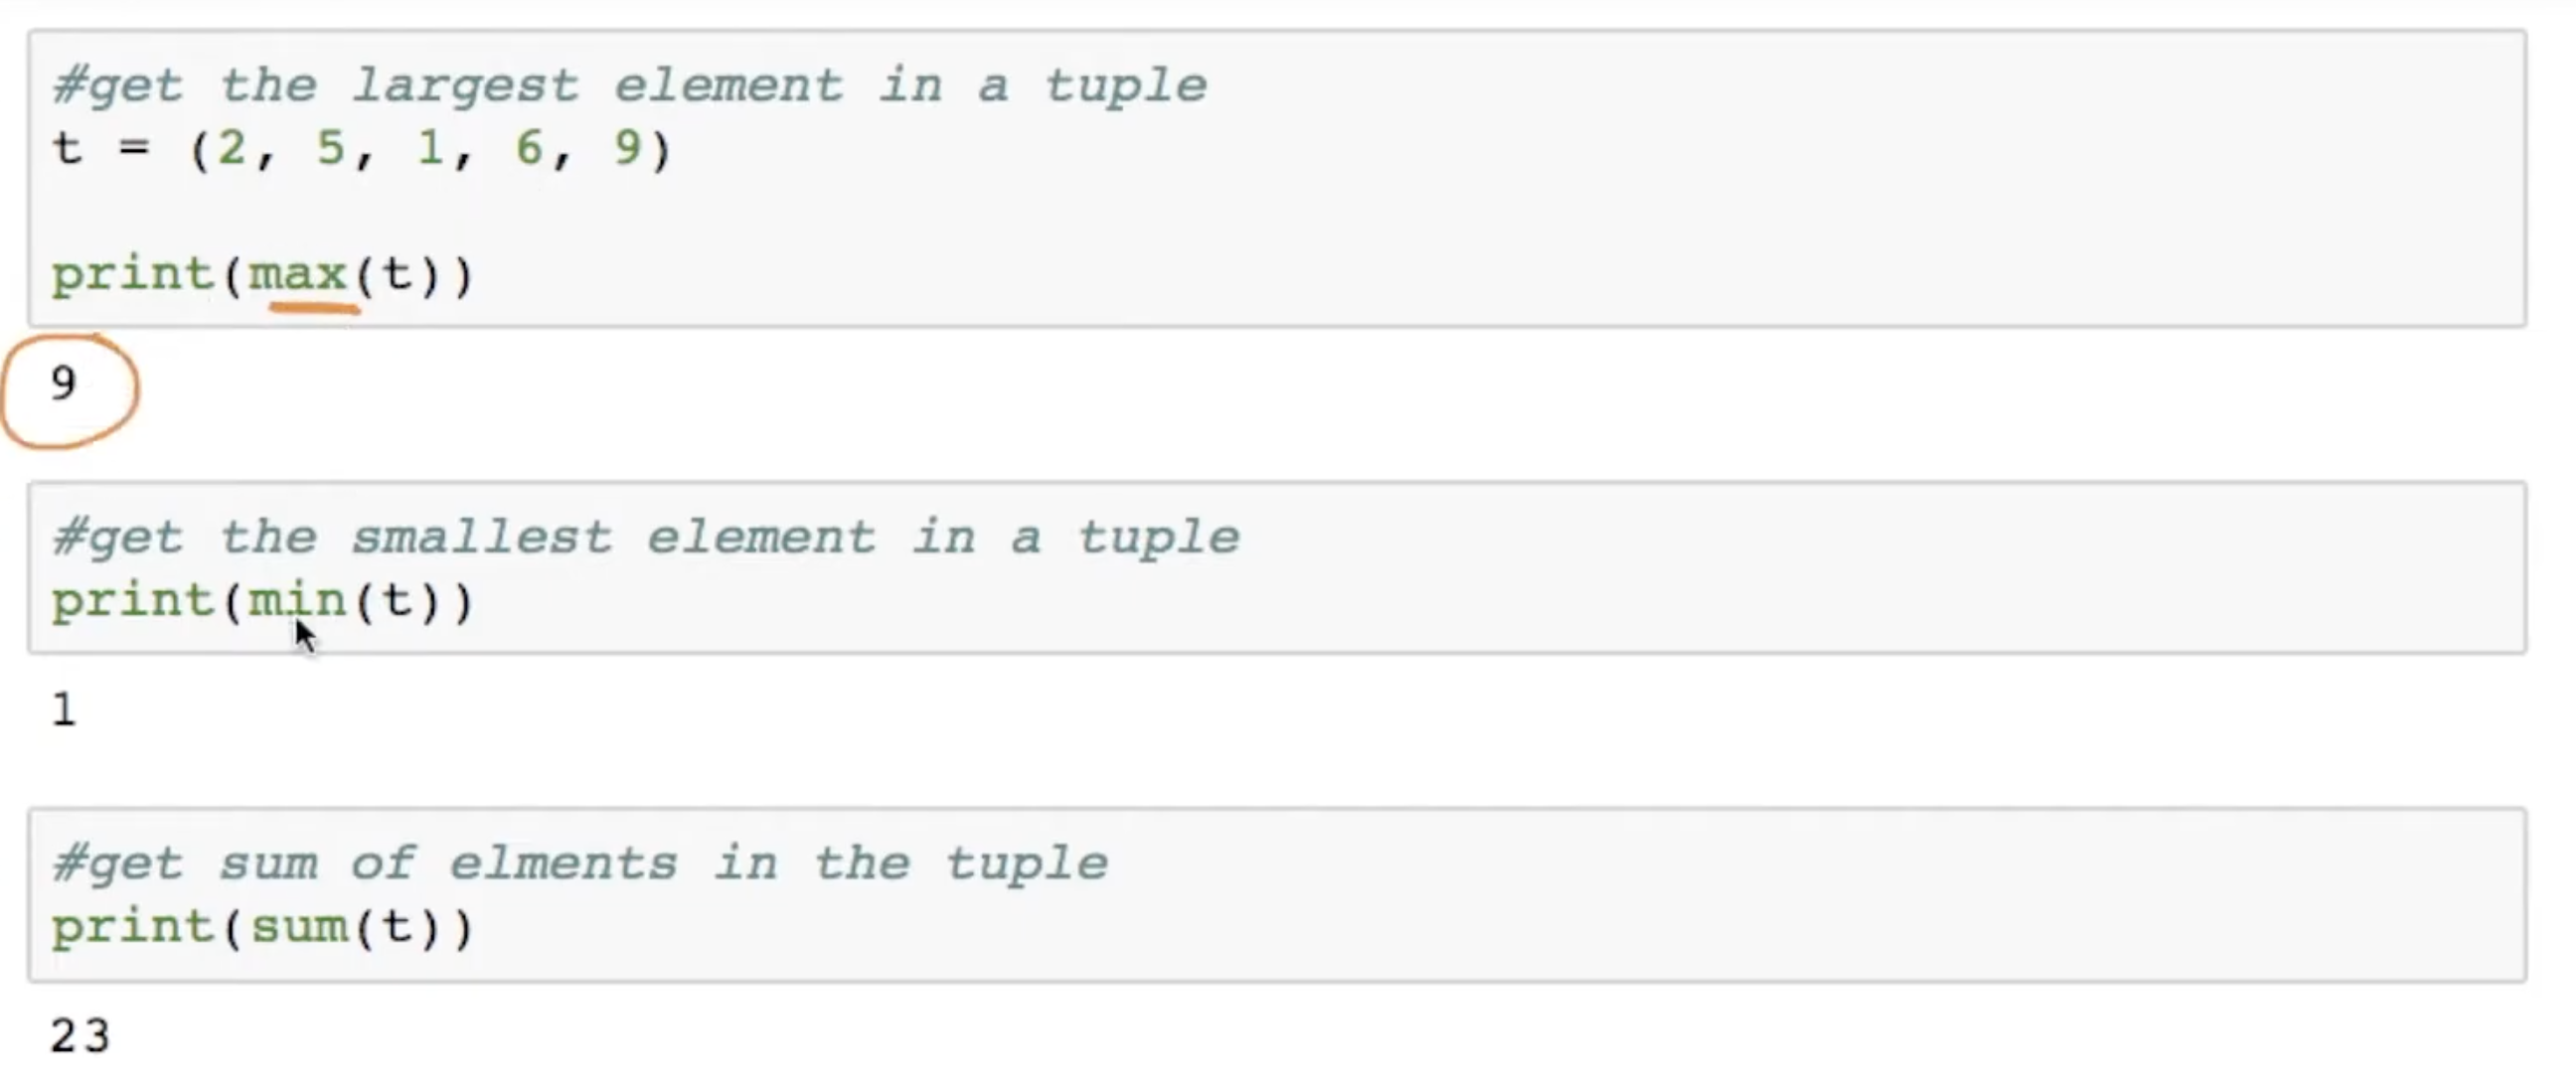 #get the largest element in a tuple
t = (2, 5, 1, 6, 9)
print(max(t))
9
#get the smallest element in a tuple
print(min(t))
1
#get sum of elments in the tuple
print(sum(t))
23